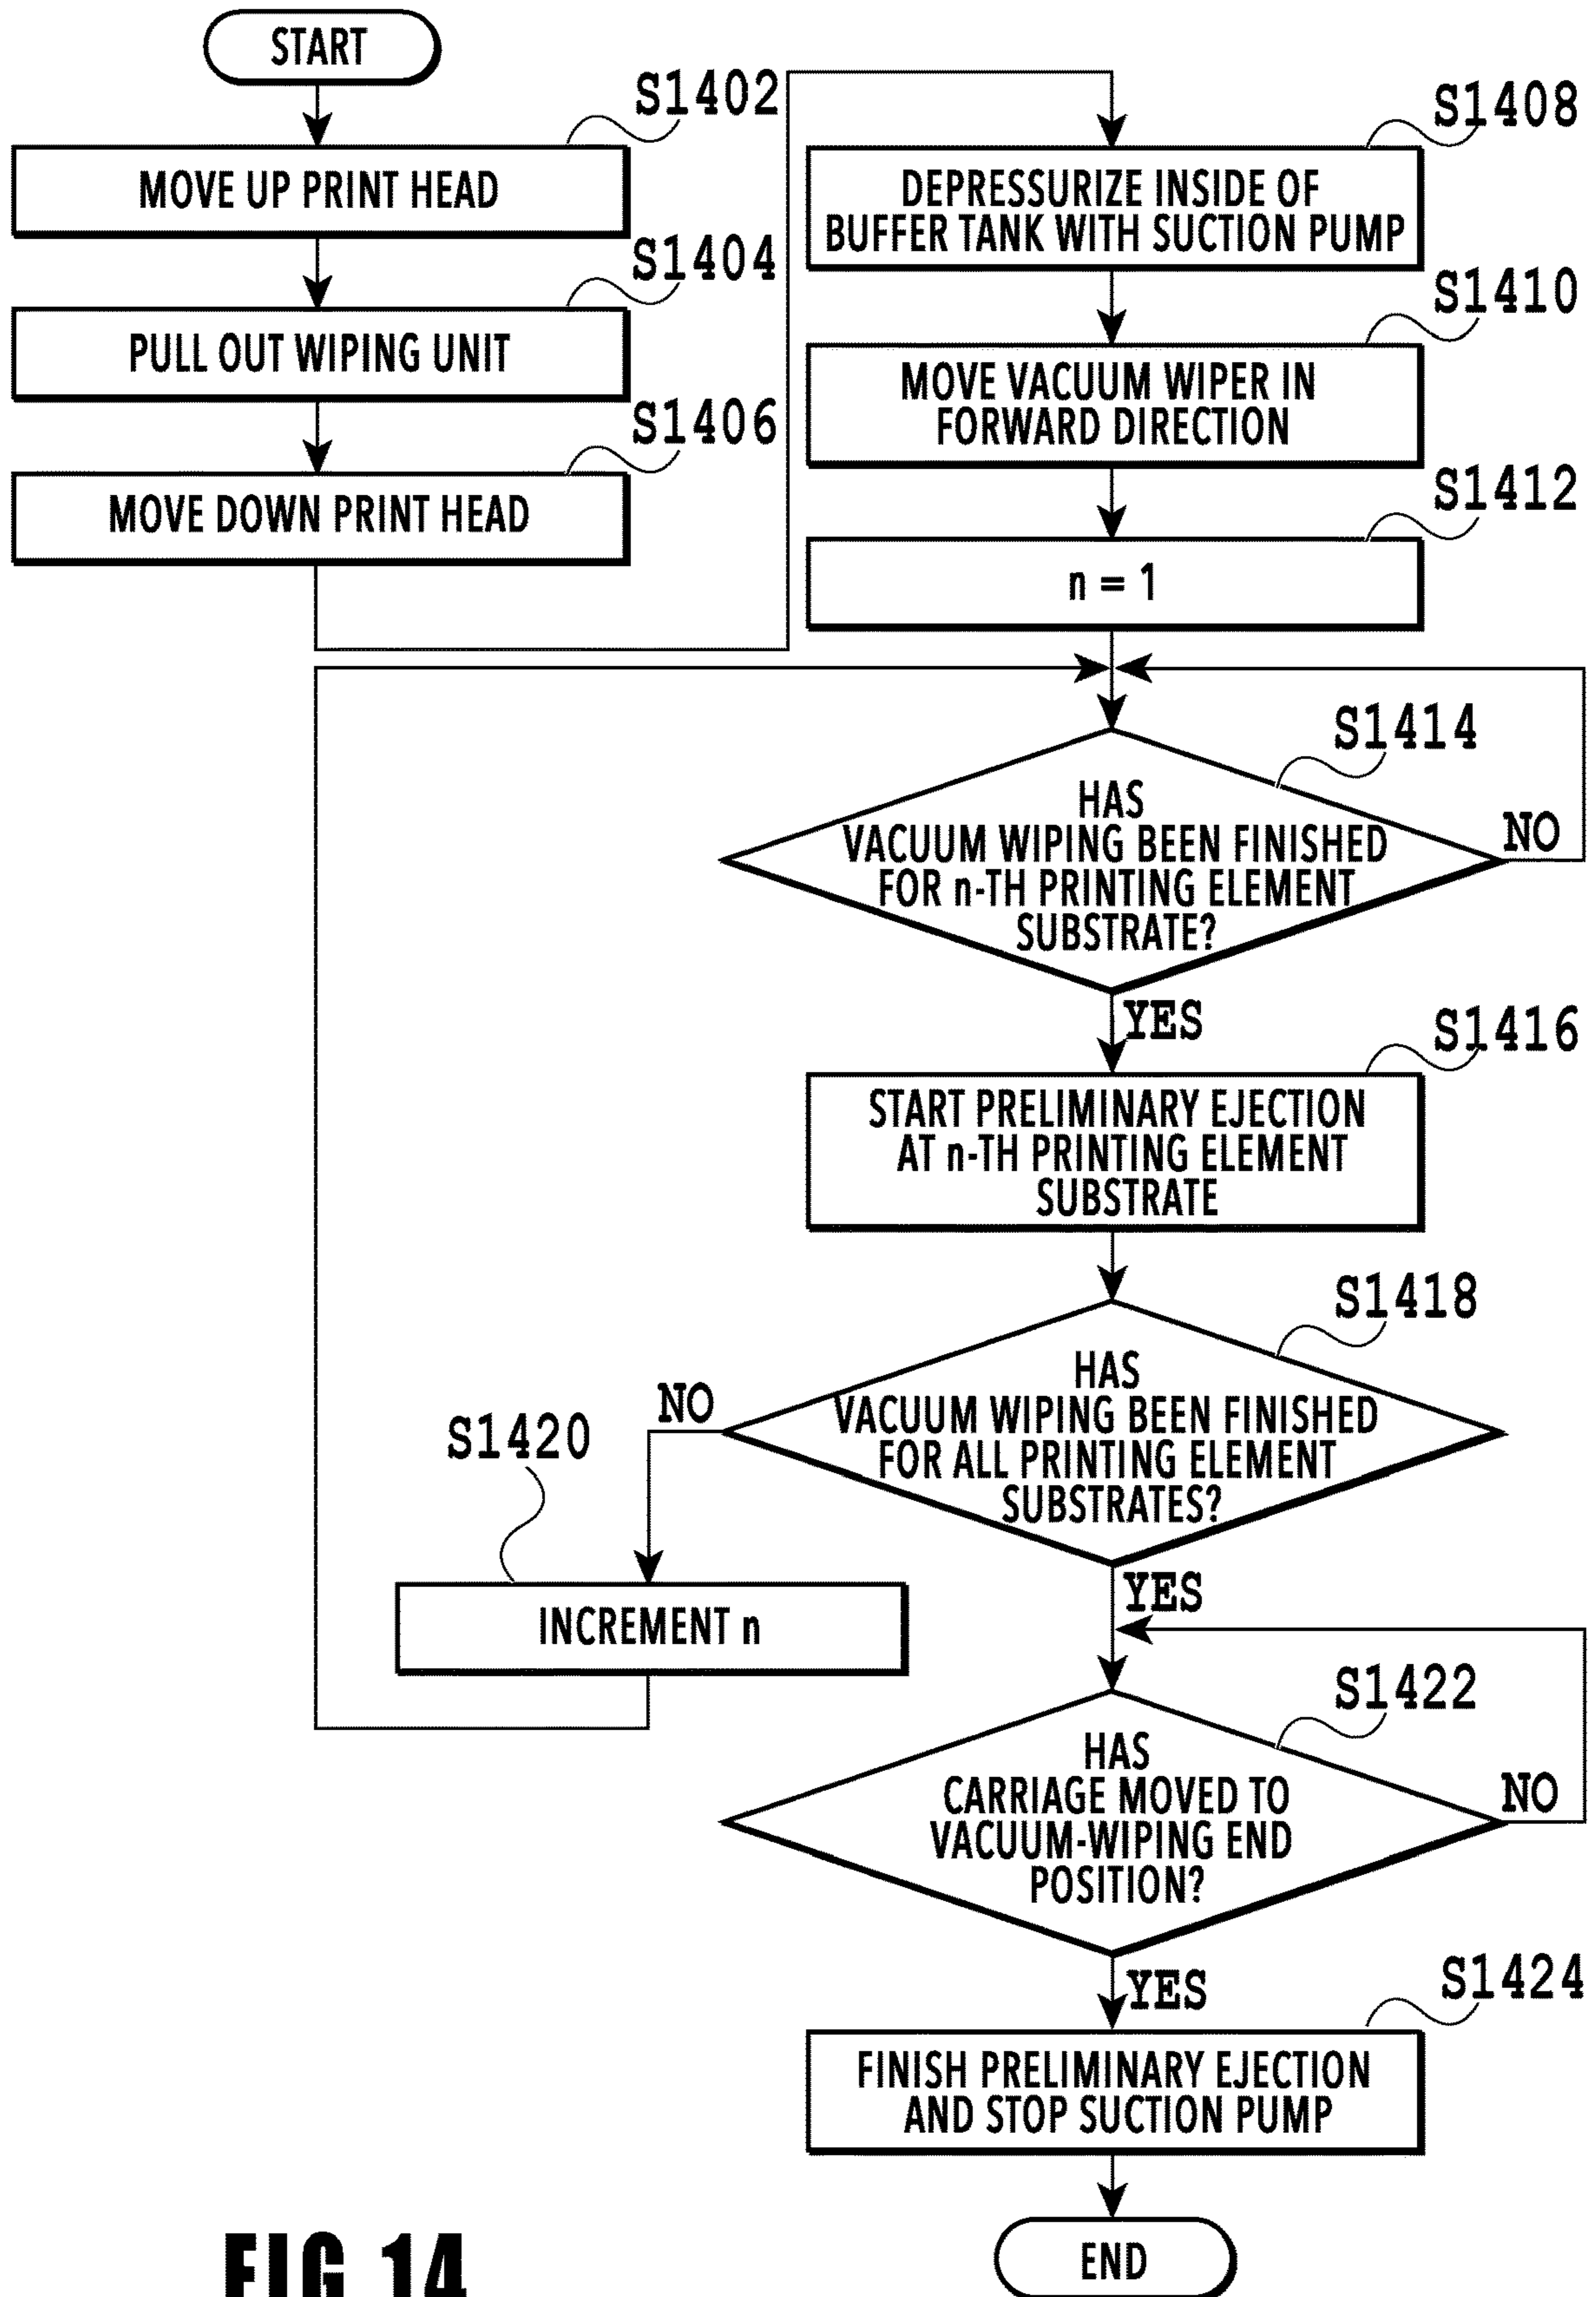 START
S1402
MOVE UP PRINT HEAD
S1404
PULL OUT WIPING UNIT
S1406
MOVE DOWN PRINT HEAD
S1408
DEPRESSURIZE INSIDE OF
BUFFER TANK WITH SUCTION PUMP
S1410
MOVE VACUUM WIPER IN
FORWARD DIRECTION
S1412
n = 1
S1414
HAS
VACUUM WIPING BEEN FINISHED
FOR n-TH PRINTING ELEMENT
SUBSTRATE?
NO
YES
S1416
START PRELIMINARY EJECTION
AT n-TH PRINTING ELEMENT
SUBSTRATE
S1418
HAS
VACUUM WIPING BEEN FINISHED
FOR ALL PRINTING ELEMENT
SUBSTRATES?
NO
S1420
INCREMENT n
YES
S1422
HAS
CARRIAGE MOVED TO
VACUUM-WIPING END
POSITION?
NO
YES
S1424
FINISH PRELIMINARY EJECTION
AND STOP SUCTION PUMP
END
FIG.14